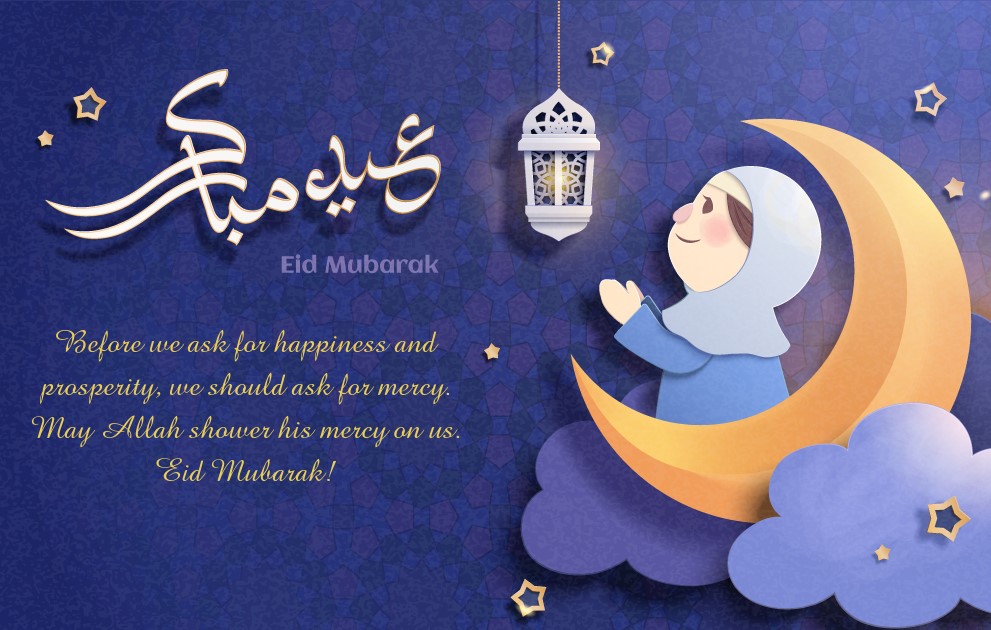 عيد مبارك
Eid Mubarak
Before we ask for happiness and
prosperity, we should ask for mercy.
May Allah shower his mercy on us.
Eid Mubarak!